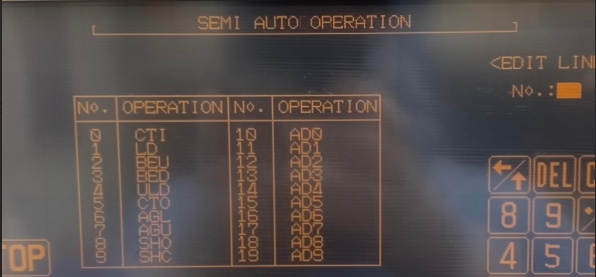 SEMI AUTO OPERATION
<EDIT LIN
No.:
No. OPERATION No. OPERATION
0 CTI 10 AD0
1 LD 11 AD1
2 BEU 12 AD2
3 BED 13 AD3
4 ULD 14 AD4
5 CTO 15 AD5
6 AGL 16 AD6
7 AGU 17 AD7
8 SHO 18 AD8
9 SHC 19 AD9
DEL C
8 9
4 5
TOP